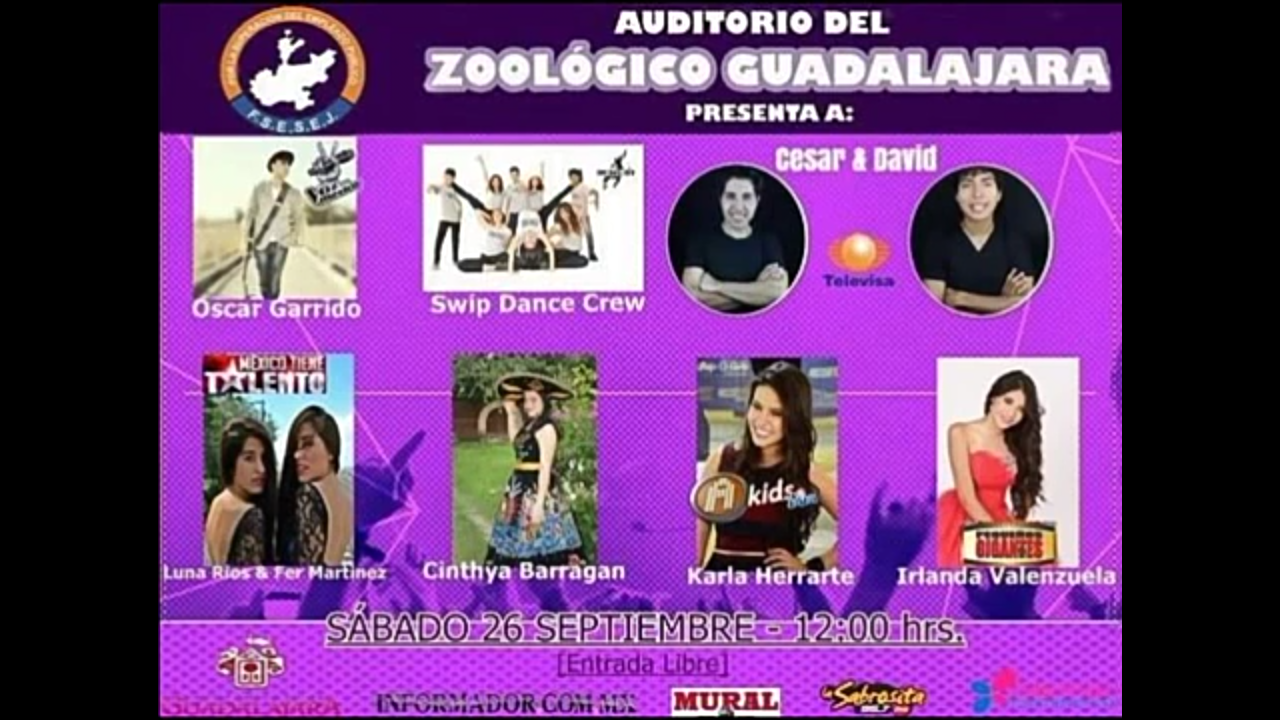 AUDITORIO DEL
ZOOLÓGICO GUADALAJARA
PRESENTA A:
F.S.E.S.E.J.
Oscar Garrido
Swip Dance Crew
Cesar & David
Televisa
MÉXICO TIENE
TALENTO
kids
GIGANTES
Luna Rios & Fer Martinez
Cinthya Barragan
Karla Herrarte
Irlanda Valenzuela
SÁBADO 26 SEPTIEMBRE - 12:00 hrs.
[Entrada Libre]
GUADALAJARA
INFORMADOR.COM.MX
MURAL
La Sabrosita